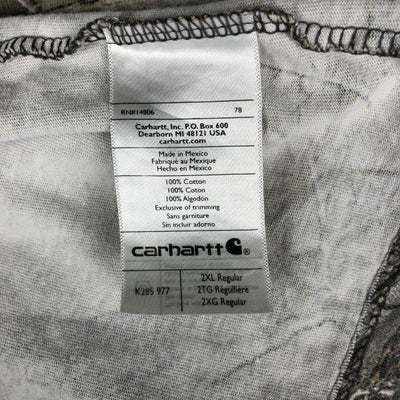 RN#14806 78
Carhartt, Inc. P.O. Box 600
Dearborn MI 48121 USA
carhartt.com
Made in Mexico
Fabriqué au Mexique
Hecho en México
100% Cotton
100% Coton
100% Algodón
Exclusive of trimming
Sans garniture
Sin incluir adorno
carhartt
2XL Regular
K285 977 2TG Régulliére
2XG Regular